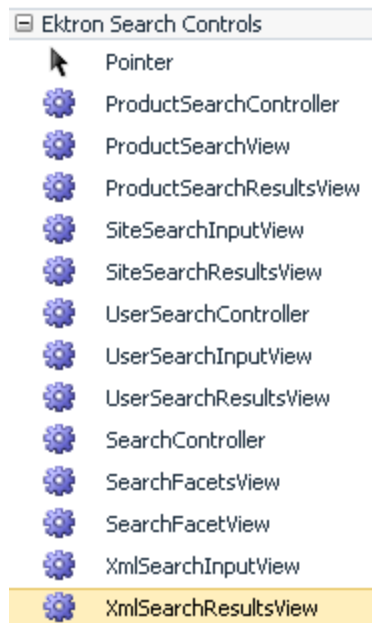 Ektron Search Controls
Pointer
ProductSearchController
ProductSearchView
ProductSearchResultsView
SiteSearchInputView
SiteSearchResultsView
UserSearchController
UserSearchInputView
UserSearchResultsView
SearchController
SearchFacetsView
SearchFacetView
XmlSearchInputView
XmlSearchResultsView